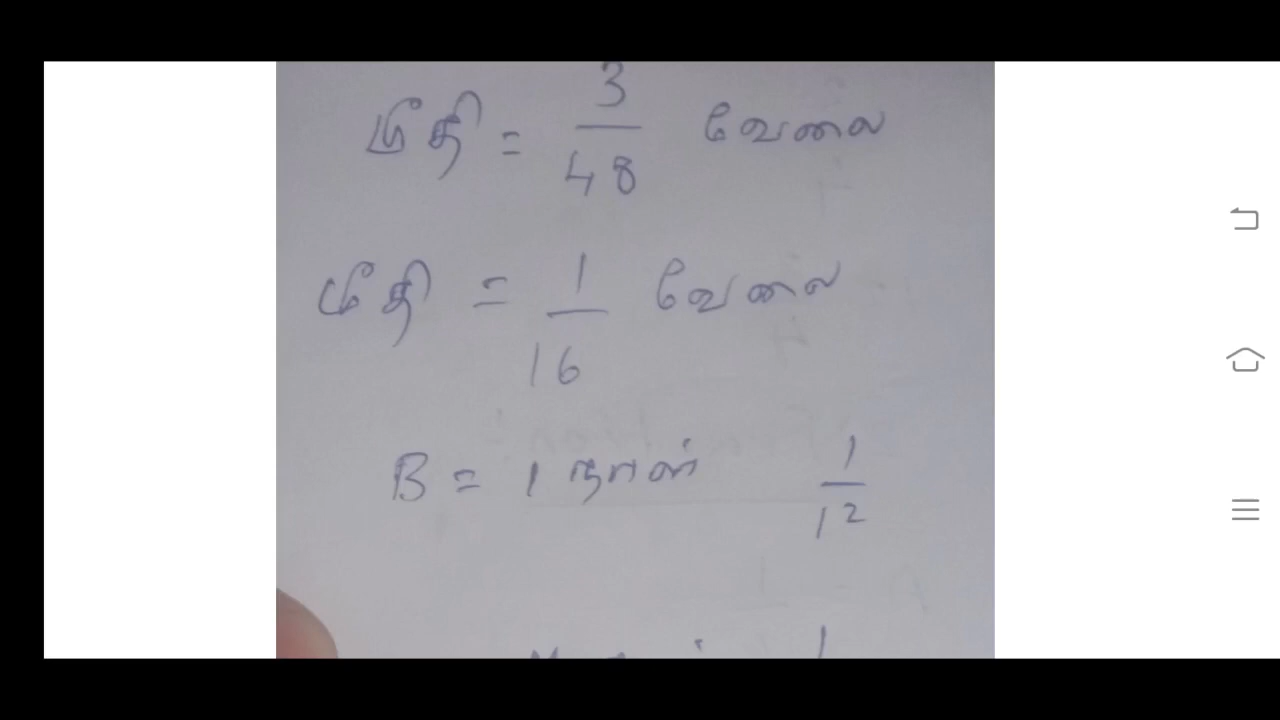 மீதி = 3/48 வேலை
மீதி = 1/16 வேலை
B = 1 நாள் 1/12